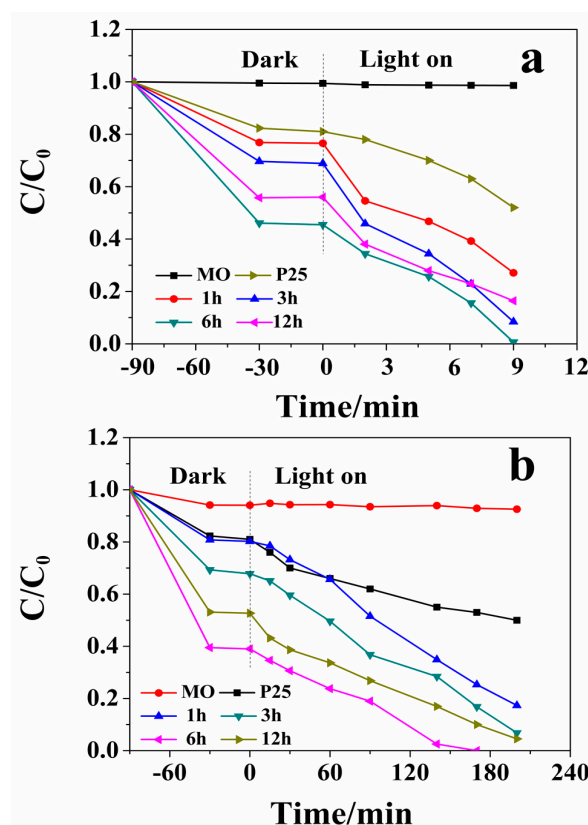 a
Dark Light on
1.2
1.0
0.8
0.6
0.4
0.2
0.0
C/C0
MO P25
1h 3h
6h 12h
-90 -60 -30 0 3 6 9 12
Time/min
b
Dark Light on
1.2
1.0
0.8
0.6
0.4
0.2
0.0
C/C0
MO P25
1h 3h
6h 12h
-60 0 60 120 180 240
Time/min